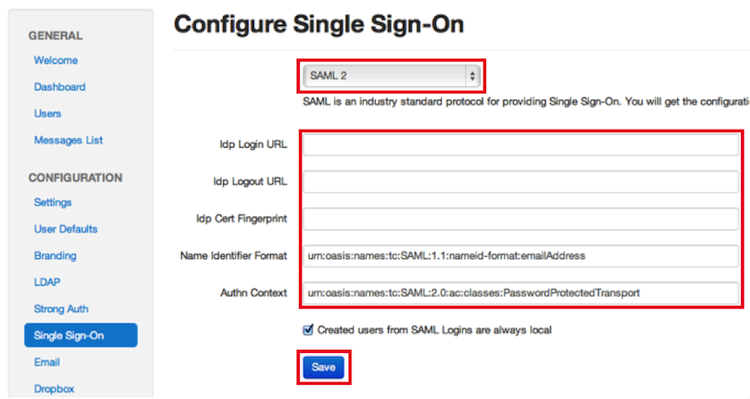 Configure Single Sign-On
GENERAL
Welcome
Dashboard
Users
Messages List
CONFIGURATION
Settings
User Defaults
Branding
LDAP
Strong Auth
Single Sign-On
Email
Dropbox
SAML 2
SAML is an industry standard protocol for providing Single Sign-On. You will get the configurati
Idp Login URL
Idp Logout URL
Idp Cert Fingerprint
Name Identifier Format urn:oasis:names:tc:SAML:1.1:nameid-format:emailAddress
Authn Context urn:oasis:names:tc:SAML:2.0:ac:classes:PasswordProtectedTransport
Created users from SAML Logins are always local
Save